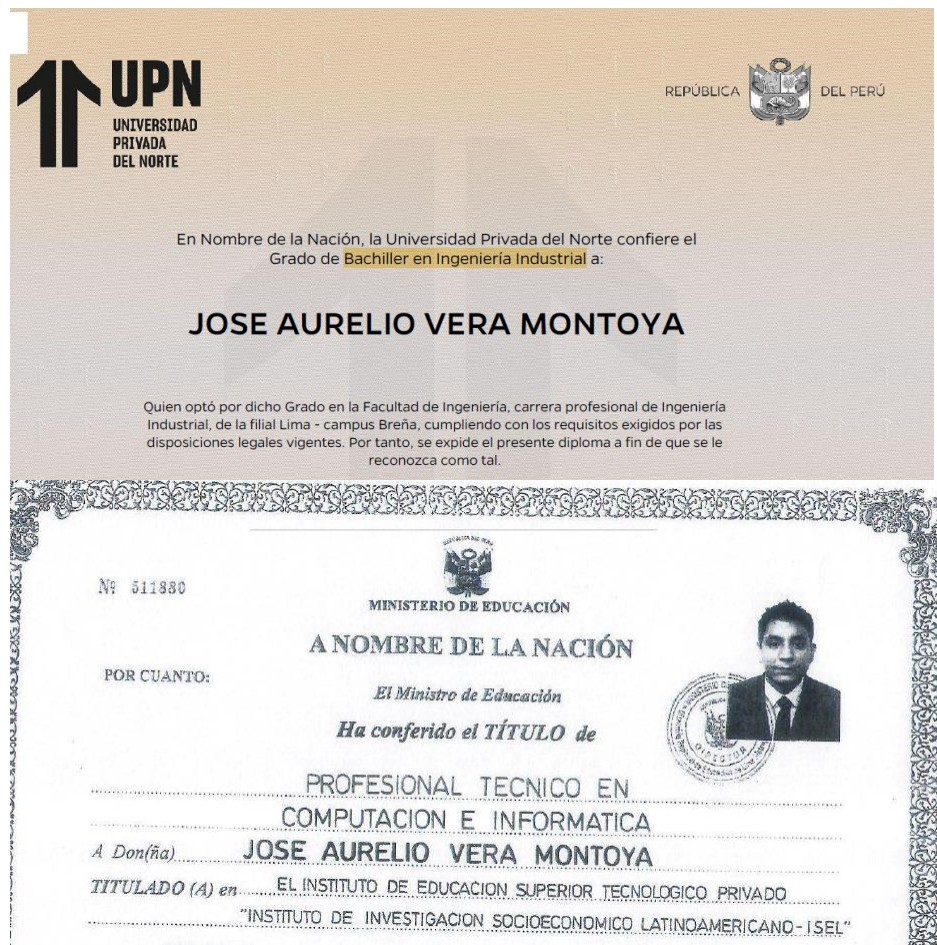 UPN
UNIVERSIDAD
PRIVADA
DEL NORTE
REPÚBLICA DEL PERÚ
En Nombre de la Nación, la Universidad Privada del Norte confiere el
Grado de Bachiller en Ingeniería Industrial a:
JOSE AURELIO VERA MONTOYA
Quien optó por dicho Grado en la Facultad de Ingeniería, carrera profesional de Ingeniería
Industrial, de la filial Lima - campus Breña, cumpliendo con los requisitos exigidos por las
disposiciones legales vigentes. Por tanto, se expide el presente diploma a fin de que se le
reconozca como tal.
Nº 511880
MINISTERIO DE EDUCACIÓN
A NOMBRE DE LA NACIÓN
POR CUANTO:
El Ministro de Educación
Ha conferido el TÍTULO de
DIRECTOR
PROFESIONAL TECNICO EN
COMPUTACION E INFORMATICA
A Don(ña) JOSE AURELIO VERA MONTOYA
TITULADO (A) en EL INSTITUTO DE EDUCACION SUPERIOR TECNOLOGICO PRIVADO
"INSTITUTO DE INVESTIGACION SOCIOECONOMICO LATINOAMERICANO-ISEL"